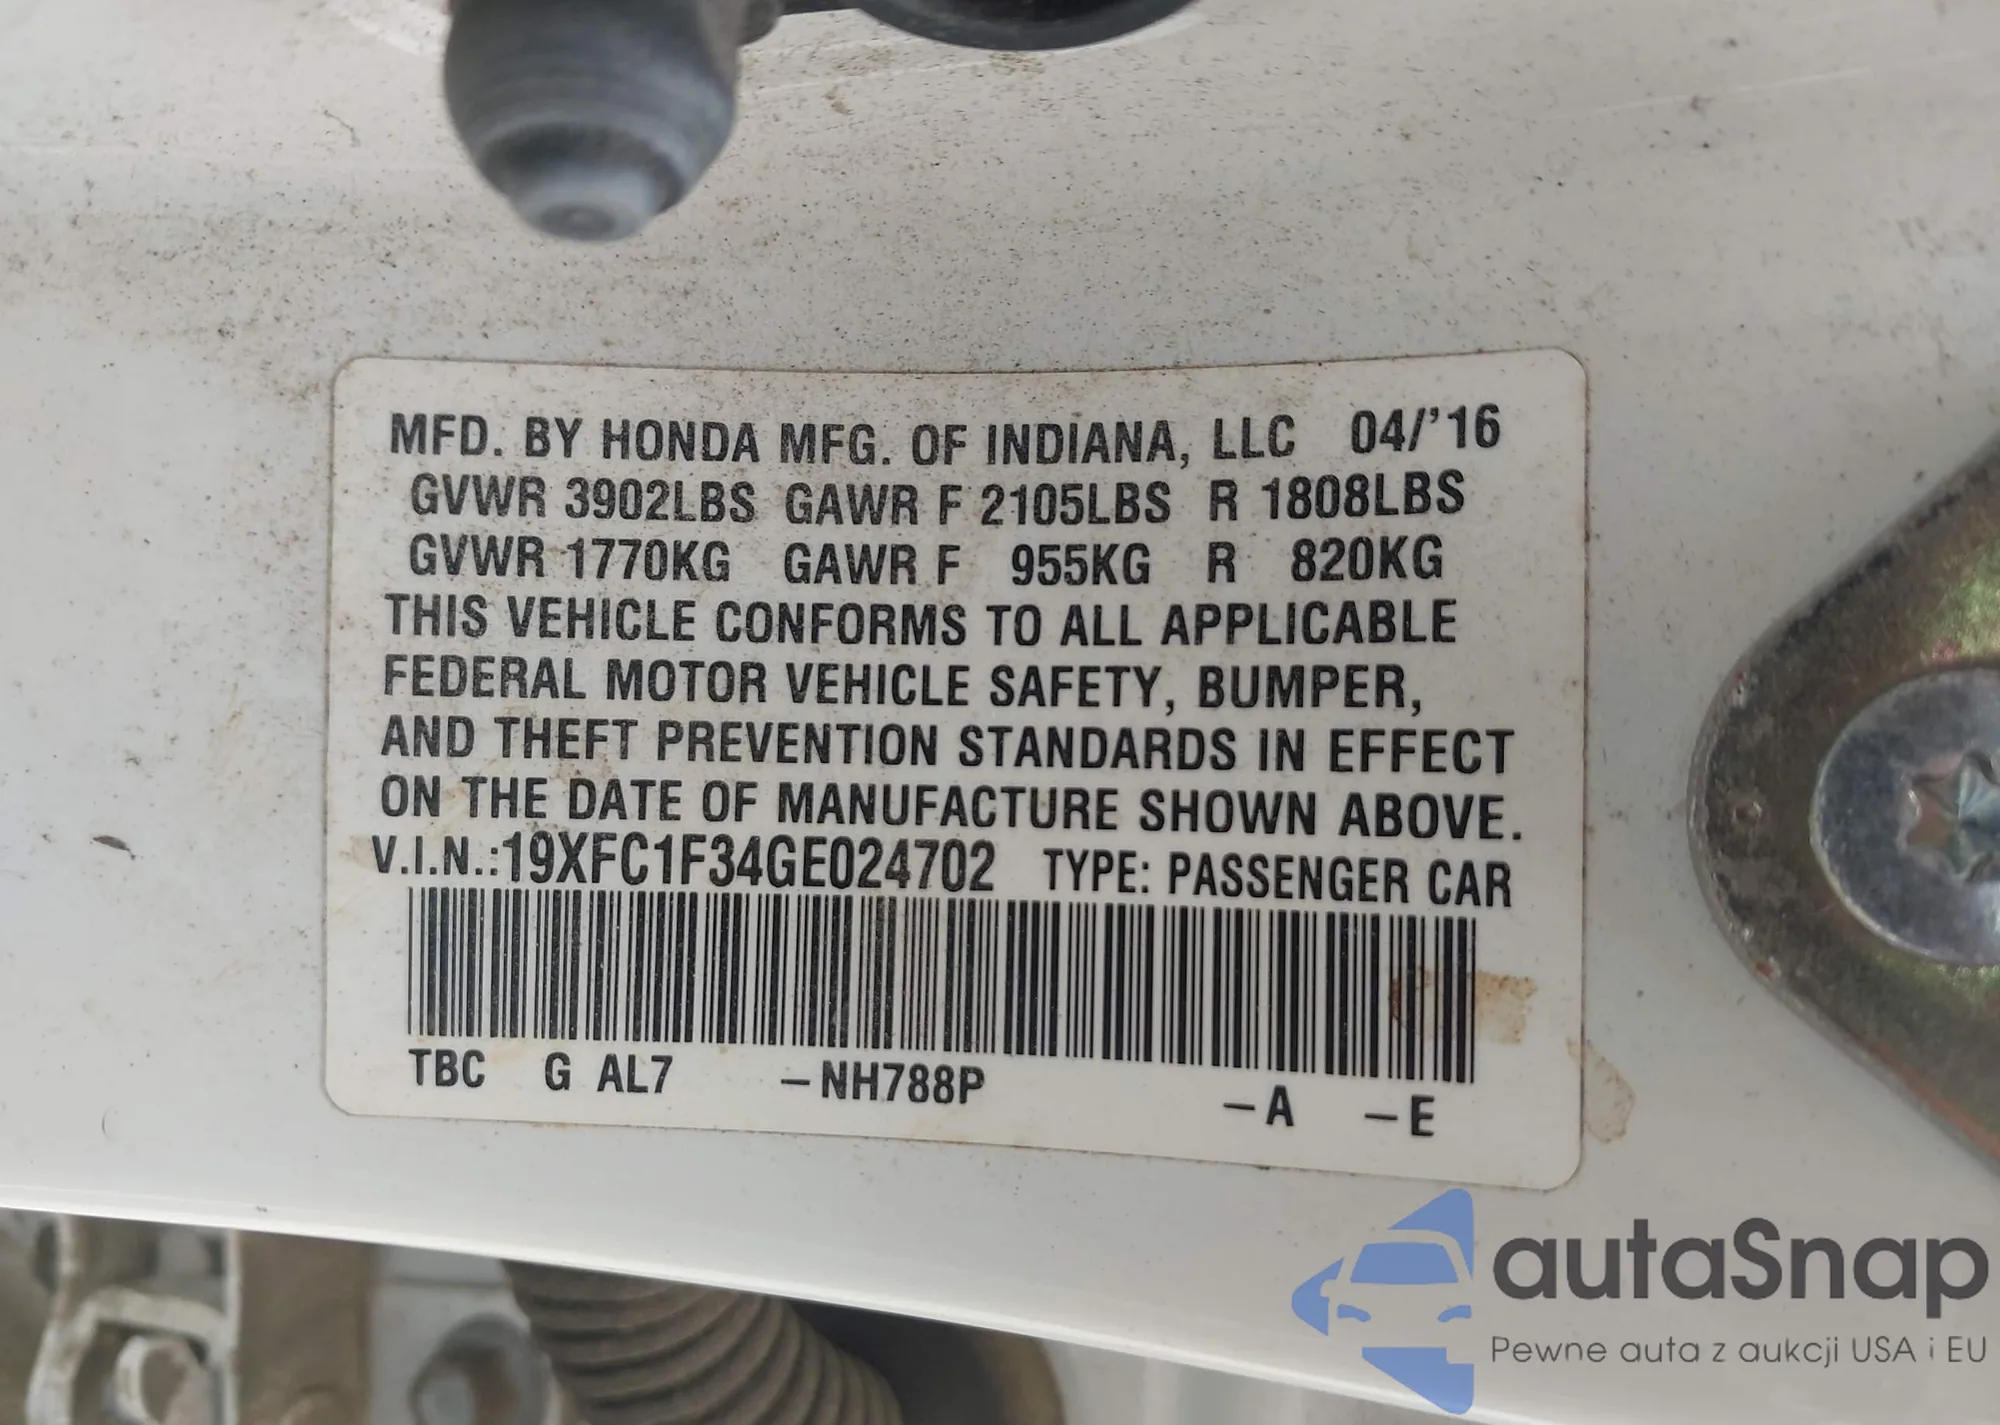 MFD. BY HONDA MFG. OF INDIANA, LLC 04/'16
GVWR 3902LBS GAWR F 2105LBS R 1808LBS
GVWR 1770KG GAWR F 955KG R 820KG
THIS VEHICLE CONFORMS TO ALL APPLICABLE
FEDERAL MOTOR VEHICLE SAFETY, BUMPER,
AND THEFT PREVENTION STANDARDS IN EFFECT
ON THE DATE OF MANUFACTURE SHOWN ABOVE.
V.I.N.:19XFC1F34GE024702 TYPE: PASSENGER CAR
TBC G AL7 –NH788P –A –E
autaSnap
Pewne auta z aukcji USA i EU